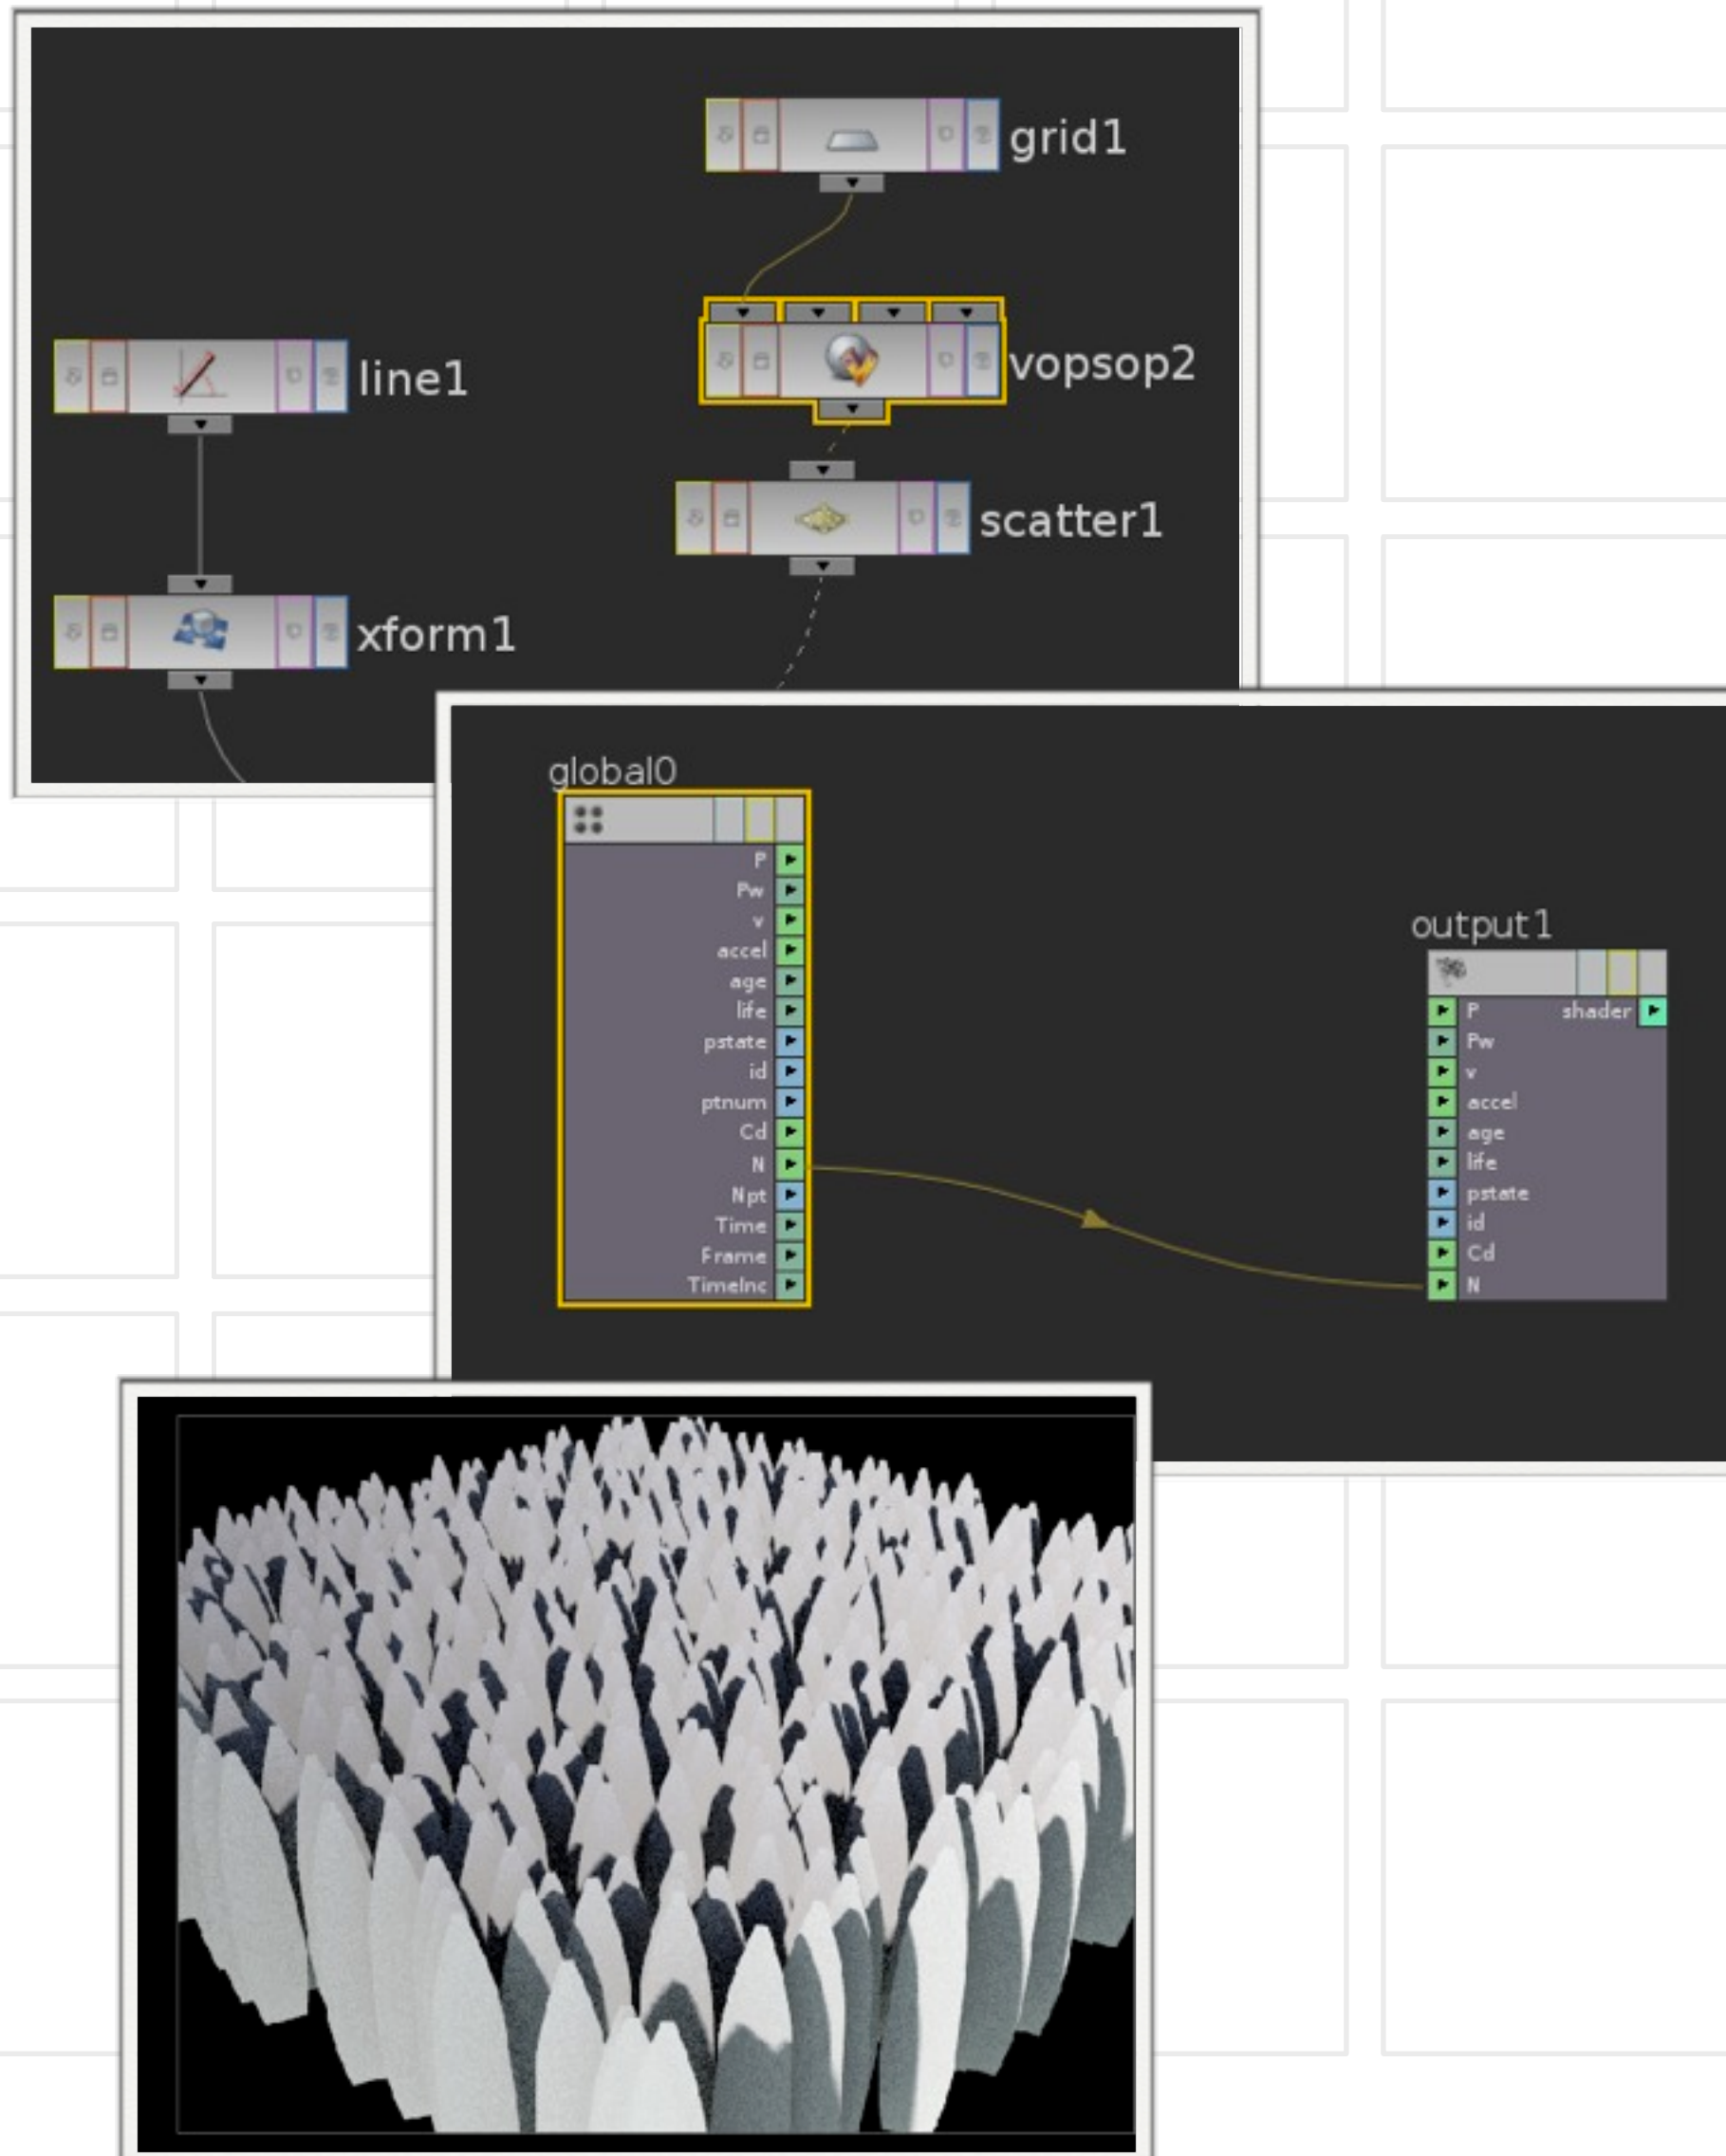 grid1
vopsop2
line1
scatter1
xform1
global0
P
Pw
v
accel
age
life
pstate
id
ptnum
Cd
N
Npt
Time
Frame
TimeInc
output1
P shader
Pw
v
accel
age
life
pstate
id
Cd
N